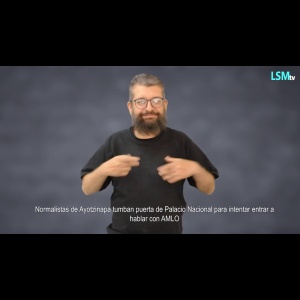 LSMtv
Normalistas de Ayotzinapa tumban puerta de Palacio Nacional para intentar entrar a
hablar con AMLO